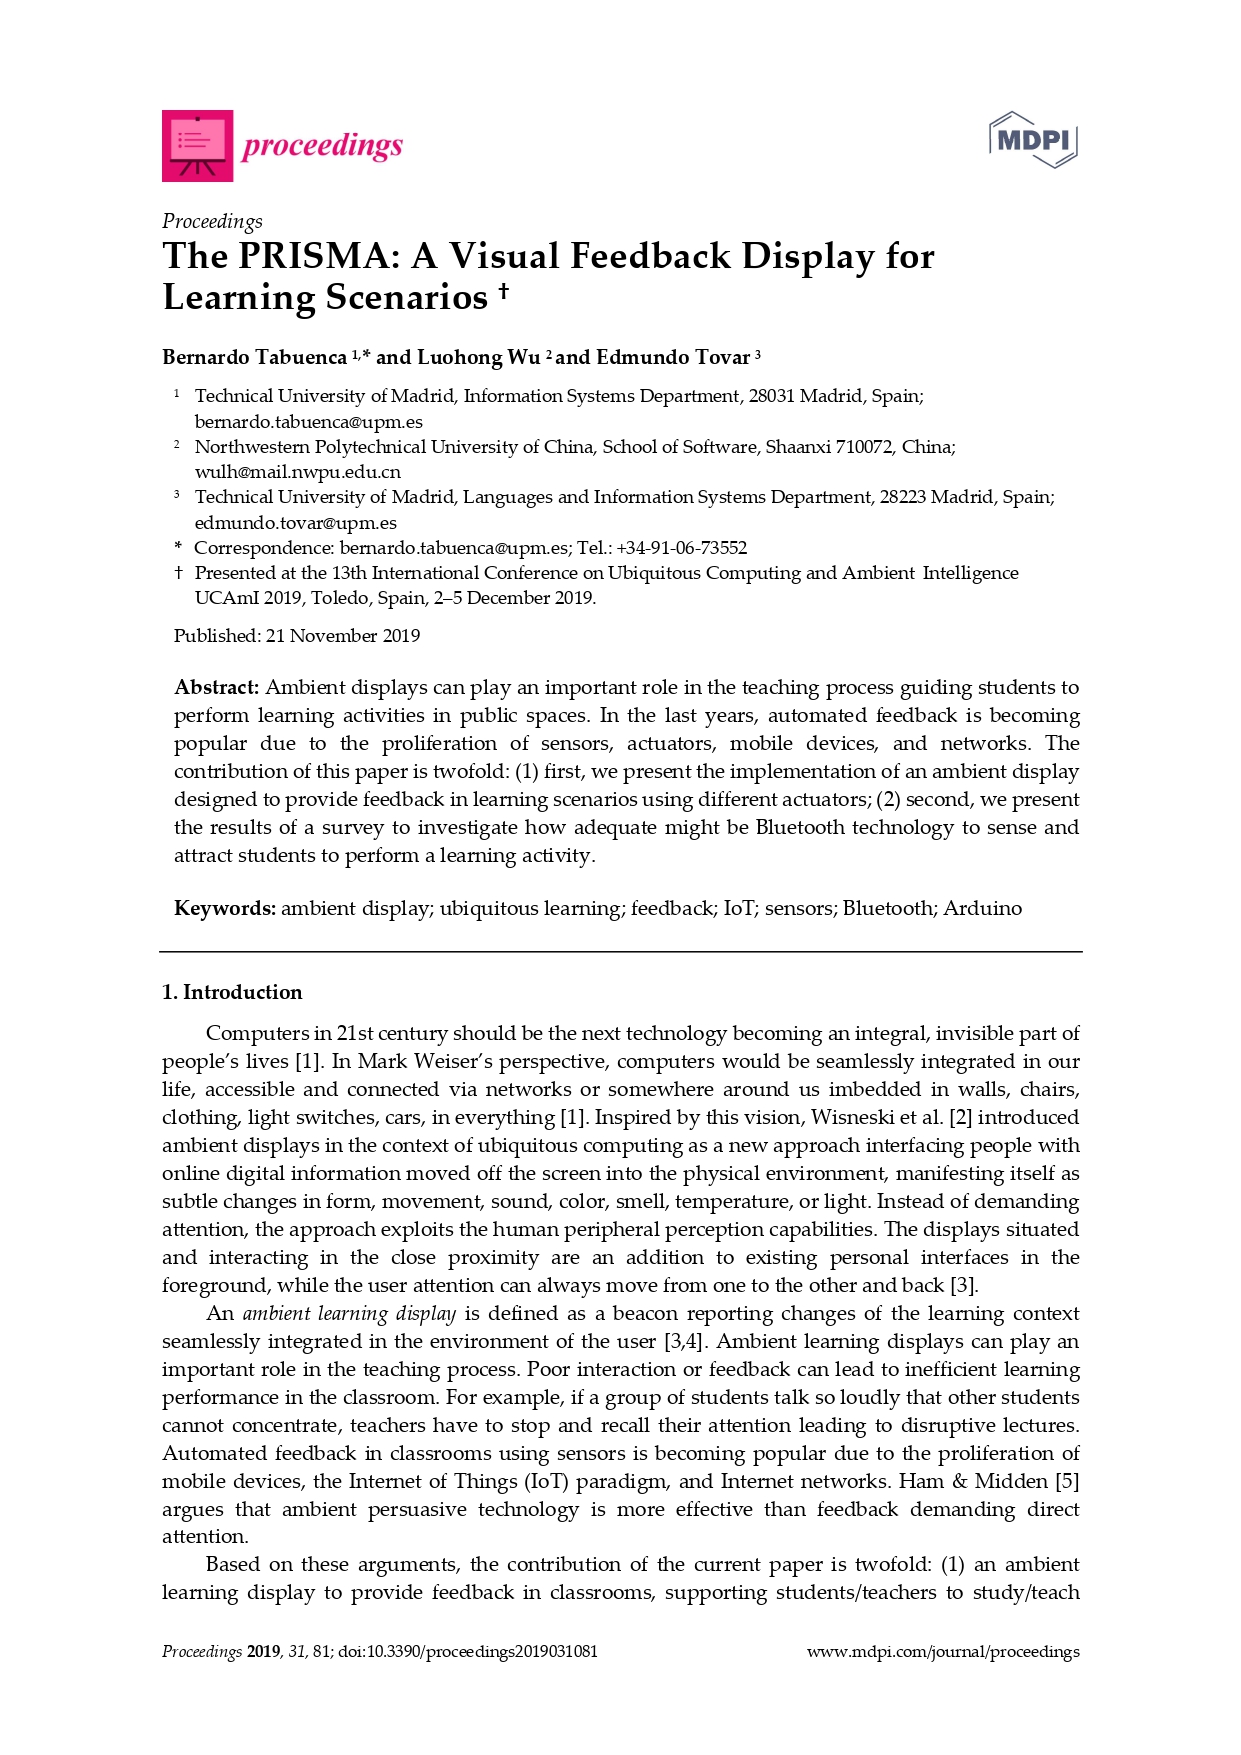 proceedings
MDPI
Proceedings
The PRISMA: A Visual Feedback Display for
Learning Scenarios †
Bernardo Tabuenca 1,* and Luohong Wu 2 and Edmundo Tovar 3
1 Technical University of Madrid, Information Systems Department, 28031 Madrid, Spain;
bernardo.tabuenca@upm.es
2 Northwestern Polytechnical University of China, School of Software, Shaanxi 710072, China;
wulh@mail.nwpu.edu.cn
3 Technical University of Madrid, Languages and Information Systems Department, 28223 Madrid, Spain;
edmundo.tovar@upm.es
* Correspondence: bernardo.tabuenca@upm.es; Tel.: +34-91-06-73552
† Presented at the 13th International Conference on Ubiquitous Computing and Ambient Intelligence
UCAmI 2019, Toledo, Spain, 2–5 December 2019.
Published: 21 November 2019
Abstract: Ambient displays can play an important role in the teaching process guiding students to
perform learning activities in public spaces. In the last years, automated feedback is becoming
popular due to the proliferation of sensors, actuators, mobile devices, and networks. The
contribution of this paper is twofold: (1) first, we present the implementation of an ambient display
designed to provide feedback in learning scenarios using different actuators; (2) second, we present
the results of a survey to investigate how adequate might be Bluetooth technology to sense and
attract students to perform a learning activity.
Keywords: ambient display; ubiquitous learning; feedback; IoT; sensors; Bluetooth; Arduino
1. Introduction
Computers in 21st century should be the next technology becoming an integral, invisible part of
people’s lives [1]. In Mark Weiser’s perspective, computers would be seamlessly integrated in our
life, accessible and connected via networks or somewhere around us imbedded in walls, chairs,
clothing, light switches, cars, in everything [1]. Inspired by this vision, Wisneski et al. [2] introduced
ambient displays in the context of ubiquitous computing as a new approach interfacing people with
online digital information moved off the screen into the physical environment, manifesting itself as
subtle changes in form, movement, sound, color, smell, temperature, or light. Instead of demanding
attention, the approach exploits the human peripheral perception capabilities. The displays situated
and interacting in the close proximity are an addition to existing personal interfaces in the
foreground, while the user attention can always move from one to the other and back [3].
An ambient learning display is defined as a beacon reporting changes of the learning context
seamlessly integrated in the environment of the user [3,4]. Ambient learning displays can play an
important role in the teaching process. Poor interaction or feedback can lead to inefficient learning
performance in the classroom. For example, if a group of students talk so loudly that other students
cannot concentrate, teachers have to stop and recall their attention leading to disruptive lectures.
Automated feedback in classrooms using sensors is becoming popular due to the proliferation of
mobile devices, the Internet of Things (IoT) paradigm, and Internet networks. Ham & Midden [5]
argues that ambient persuasive technology is more effective than feedback demanding direct
attention.
Based on these arguments, the contribution of the current paper is twofold: (1) an ambient
learning display to provide feedback in classrooms, supporting students/teachers to study/teach
Proceedings 2019, 31, 81; doi:10.3390/proceedings2019031081
www.mdpi.com/journal/proceedings